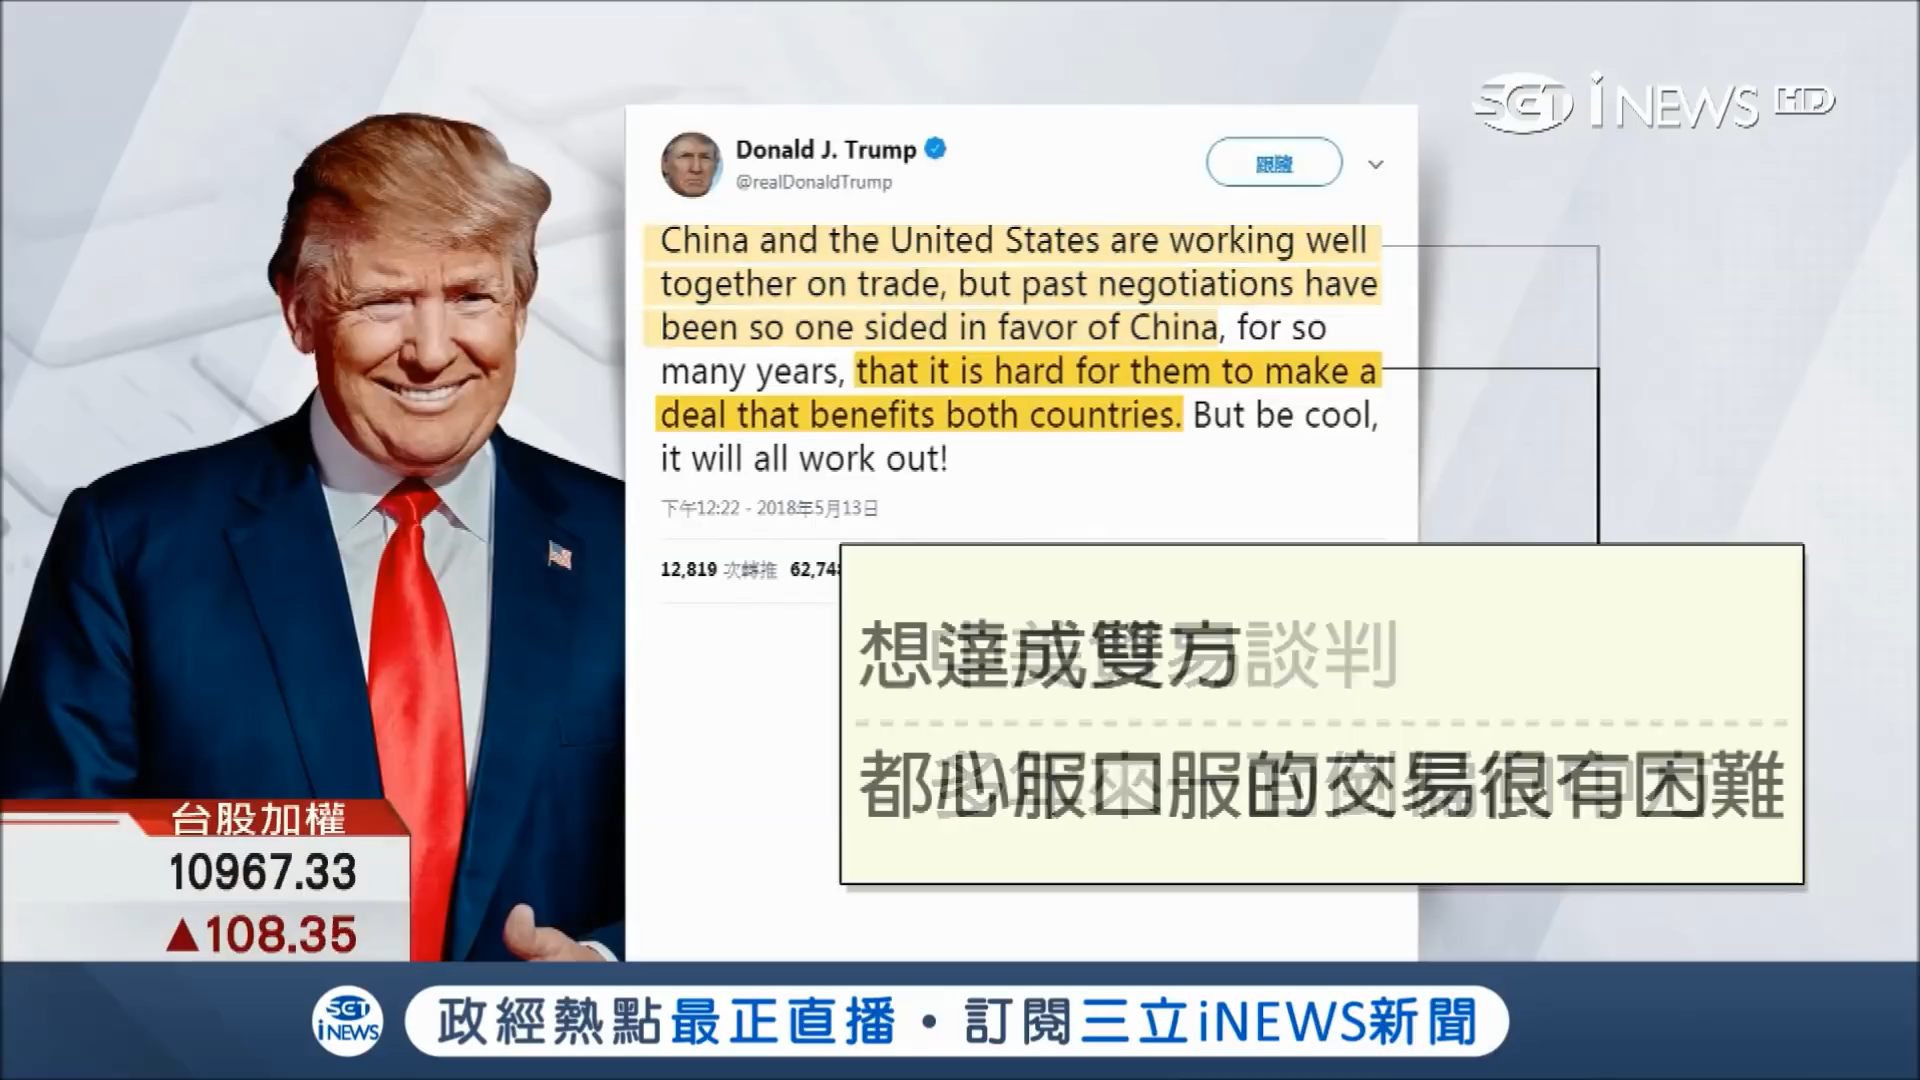 SET iNEWS HD
Donald J. Trump
@realDonaldTrump
跟隨
China and the United States are working well
together on trade, but past negotiations have
been so one sided in favor of China, for so
many years, that it is hard for them to make a
deal that benefits both countries. But be cool,
it will all work out!
下午12:22 - 2018年5月13日
12,819 次轉推 62,748
想達成雙方
都心服口服的交易很有困難
台股加權
10967.33
▲108.35
SET
iNEWS
政經熱點最正直播・訂閱三立iNEWS新聞